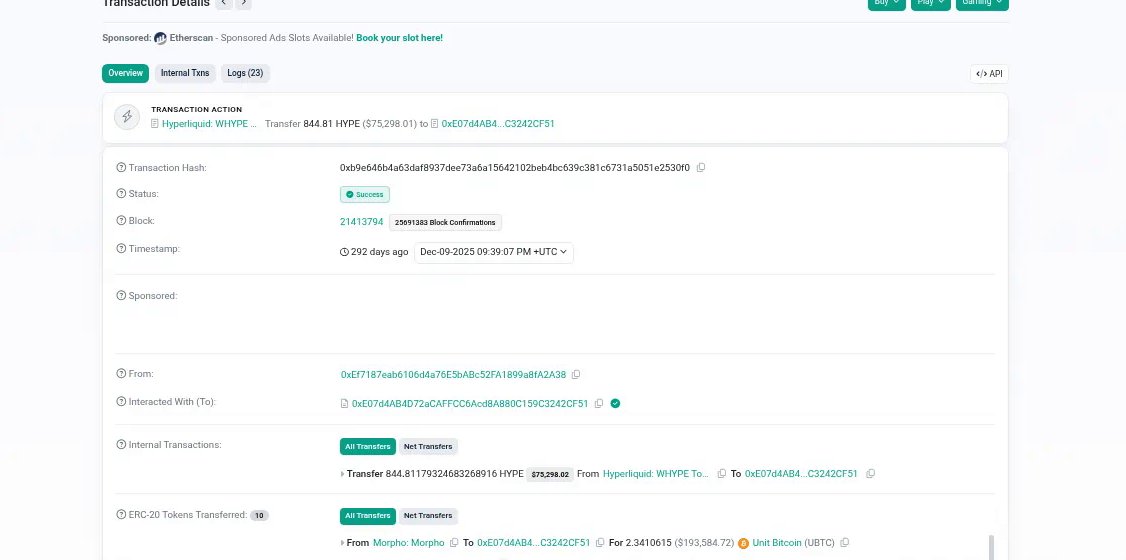 Transaction Details
Buy Play Gaming
Sponsored: Etherscan - Sponsored Ads Slots Available! Book your slot here!
Overview Internal Txns Logs (23) </> API
TRANSACTION ACTION
Hyperliquid: WHYPE ... Transfer 844.81 HYPE ($75,298.01) to 0xE07d4AB4...C3242CF51
Transaction Hash: 0xb9e646b4a63daf8937dee73a6a15642102beb4bc639c381c6731a5051e2530f0
Status: Success
Block: 21413794 25691383 Block Confirmations
Timestamp: 292 days ago Dec-09-2025 09:39:07 PM +UTC
Sponsored:
From: 0xEf7187eab6106d4a76E5bABc52FA1899a8fA2A38
Interacted With (To): 0xE07d4AB4D72aCAFFCC6Acd8A880C159C3242CF51
Internal Transactions: All Transfers Net Transfers
Transfer 844.81179324683268916 HYPE $75,298.02 From Hyperliquid: WHYPE To... To 0xE07d4AB4...C3242CF51
ERC-20 Tokens Transferred: 10 All Transfers Net Transfers
From Morpho: Morpho To 0xE07d4AB4...C3242CF51 For 2.3410615 ($193,584.72) Unit Bitcoin (UBTC)